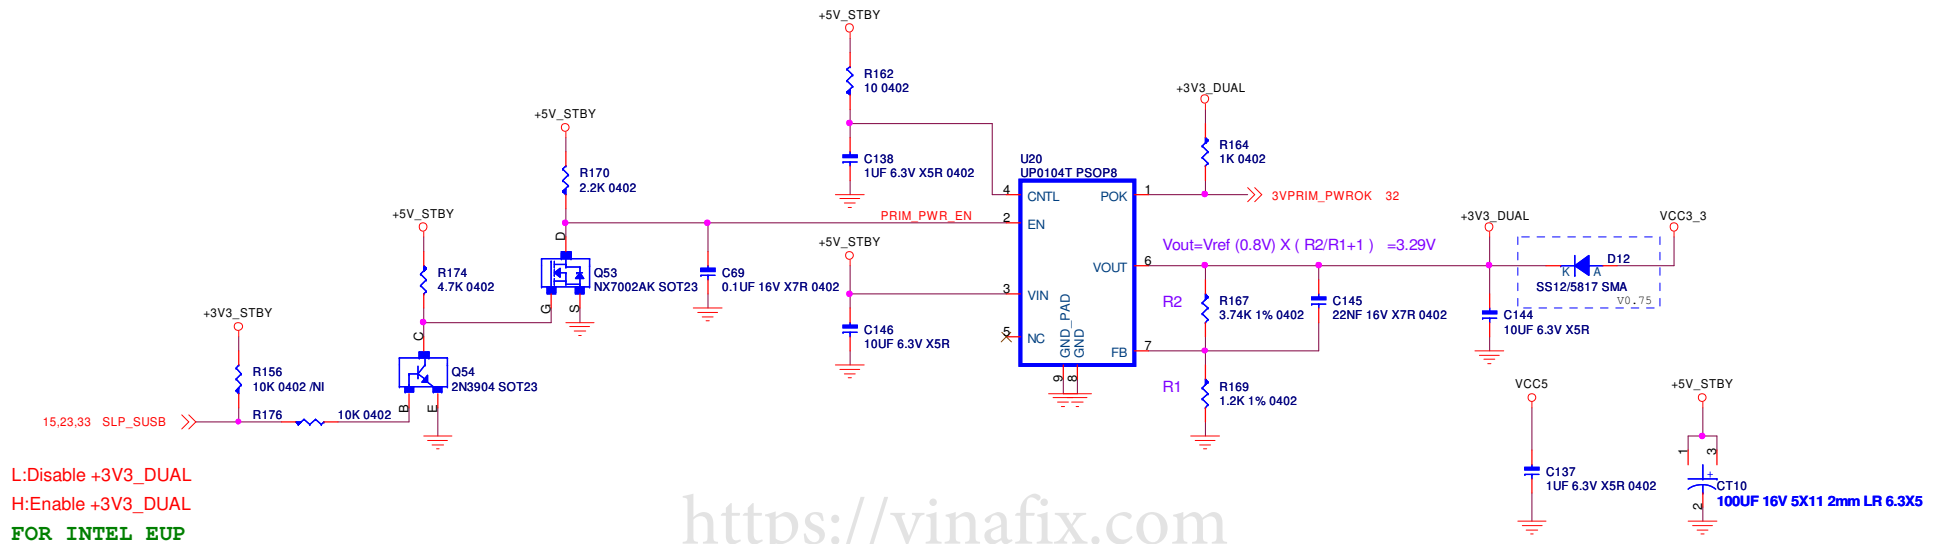 +5V_STBY
R162
10 0402
C138
1UF 6.3V X5R 0402
+5V_STBY
R170
2.2K 0402
+5V_STBY
R174
4.7K 0402
+3V3_STBY
R156
10K 0402 /NI
R176
10K 0402
15,23,33 SLP_SUSB
C
B
E
Q54
2N3904 SOT23
D
G
S
Q53
NX7002AK SOT23
C69
0.1UF 16V X7R 0402
PRIM_PWR_EN
+5V_STBY
C146
10UF 6.3V X5R
U20
UP0104T PSOP8
4
CNTL
2
EN
3
VIN
5
NC
POK
1
VOUT
6
FB
7
GND_PAD
GND
9
8
+3V3_DUAL
R164
1K 0402
3VPRIM_PWROK 32
Vout=Vref (0.8V) X ( R2/R1+1 ) =3.29V
R2
R167
3.74K 1% 0402
C145
22NF 16V X7R 0402
R1
R169
1.2K 1% 0402
+3V3_DUAL
VCC3_3
D12
K
A
SS12/5817 SMA
V0.75
C144
10UF 6.3V X5R
VCC5
C137
1UF 6.3V X5R 0402
+5V_STBY
1
3
+
CT10
100UF 16V 5X11 2mm LR 6.3X5
2
L:Disable +3V3_DUAL
H:Enable +3V3_DUAL
FOR INTEL EUP
https://vinafix.com